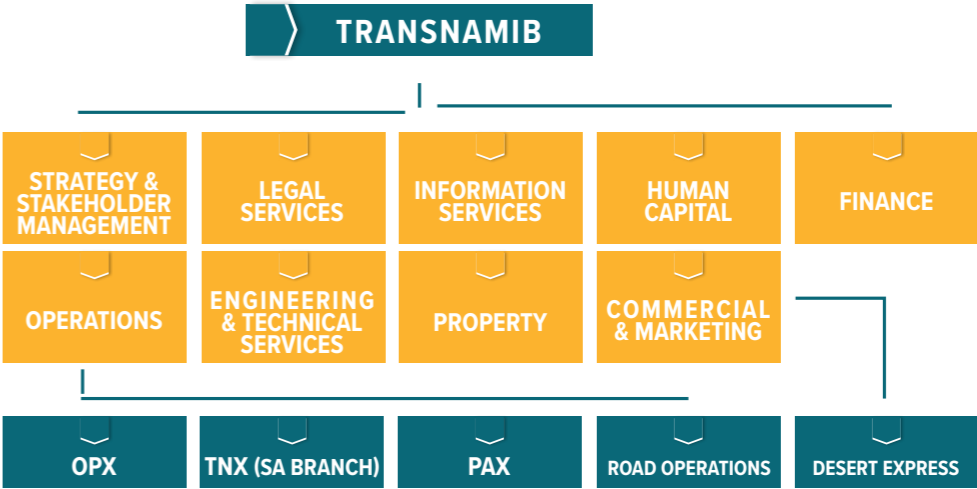 TRANSNAMIB
STRATEGY &
STAKEHOLDER
MANAGEMENT
LEGAL
SERVICES
INFORMATION
SERVICES
HUMAN
CAPITAL
FINANCE
OPERATIONS
ENGINEERING
& TECHNICAL
SERVICES
PROPERTY
COMMERCIAL
& MARKETING
OPX
TNX (SA BRANCH)
PAX
ROAD OPERATIONS
DESERT EXPRESS